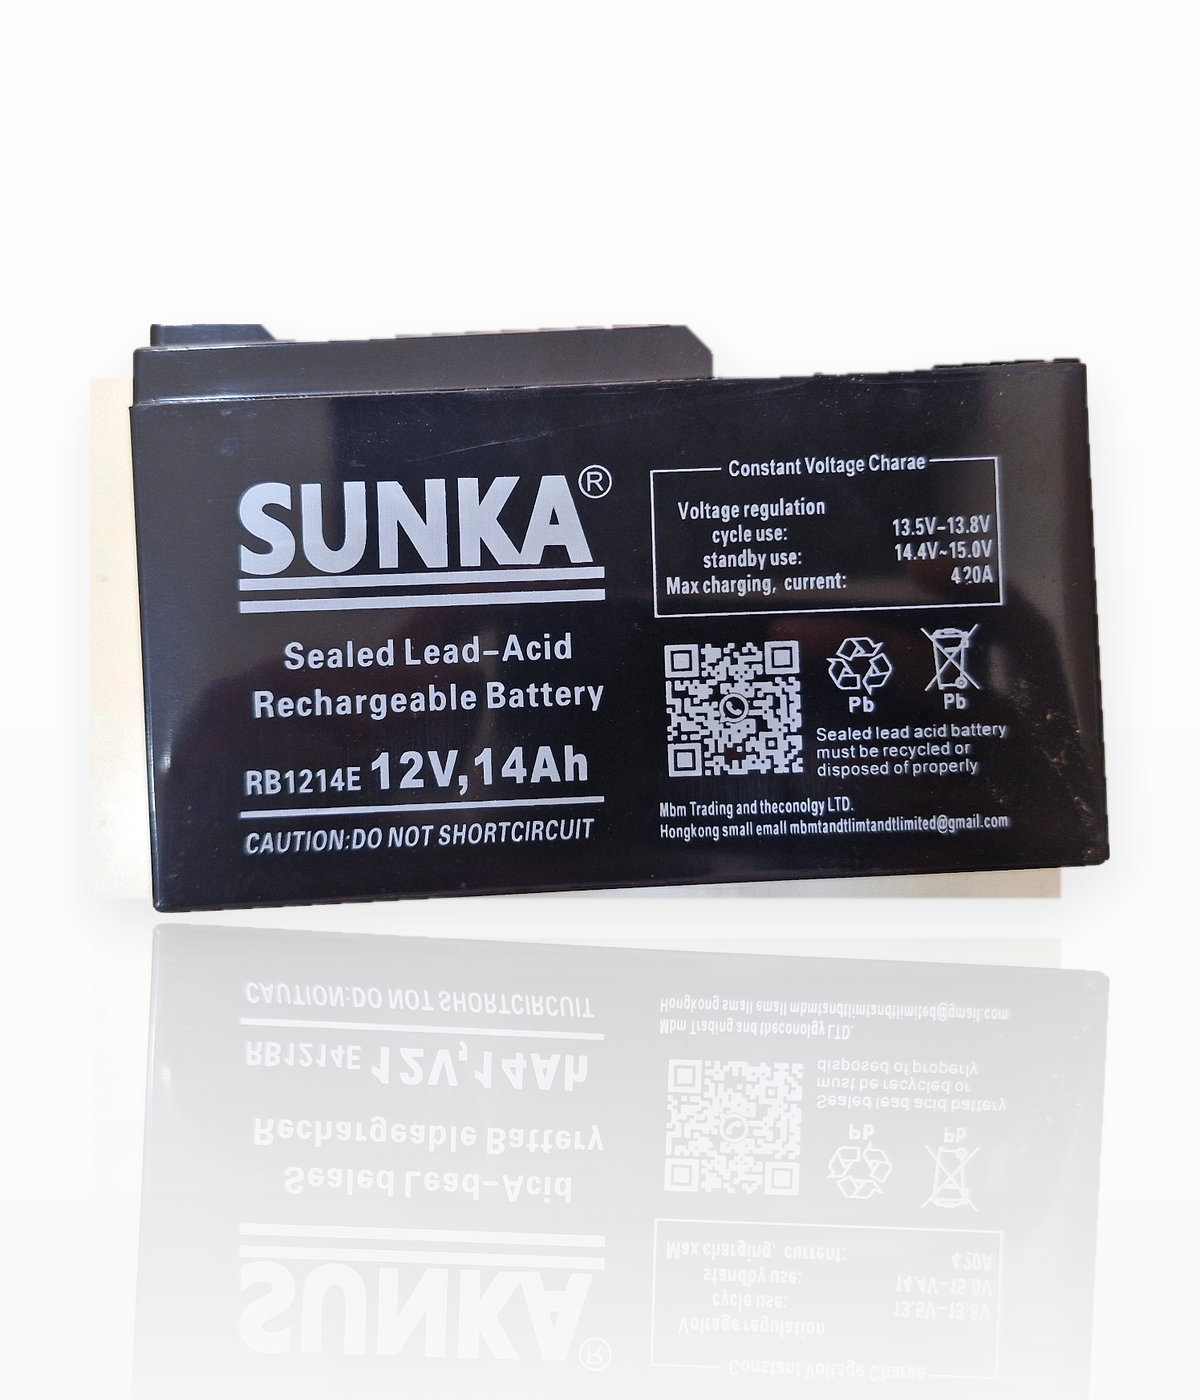 SUNKA®
Sealed Lead-Acid
Rechargeable Battery
RB1214E 12V,14Ah
CAUTION:DO NOT SHORTCIRCUIT
Constant Voltage Charae
Voltage regulation
cycle use: 13.5V-13.8V
standby use: 14.4V~15.0V
Max charging, current: 4.20A
Pb
Pb
Sealed lead acid battery
must be recycled or
disposed of properly
Mbm Trading and theconolgy LTD.
Hongkong small emall mbmtandtlimtandtlimited@gmail.com